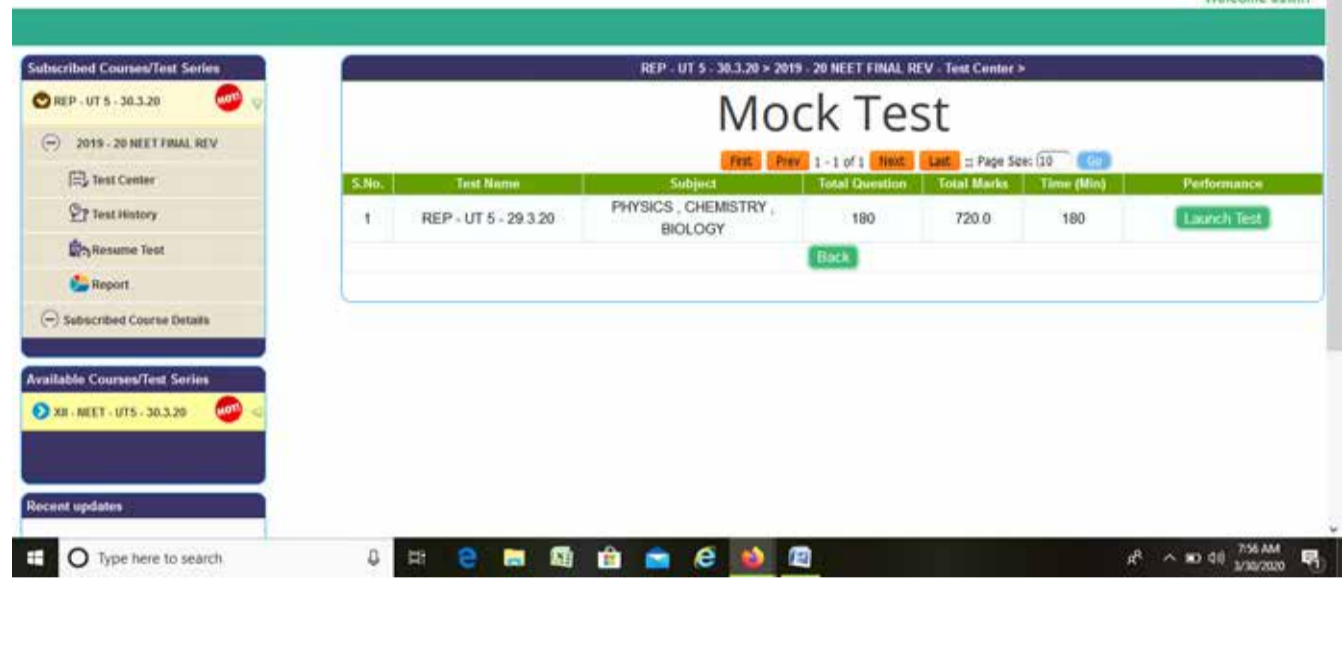 Subscribed Courses/Test Series
REP - UT 5 - 30.3.20
HOT!
2019 - 20 NEET FINAL REV
Test Center
Test History
Resume Test
Report
Subscribed Course Details
Available Courses/Test Series
XII - NEET - UT5 - 30.3.20
HOT!
Recent updates
REP - UT 5 - 30.3.20 > 2019 - 20 NEET FINAL REV - Test Center >
Mock Test
First Prev 1 - 1 of 1 Next Last :: Page Size: 10 Go
S.No. Test Name Subject Total Question Total Marks Time (Min) Performance
1 REP - UT 5 - 29.3.20 PHYSICS , CHEMISTRY , BIOLOGY 180 720.0 180 Launch Test
Back
Type here to search
7:56 AM
3/30/2020